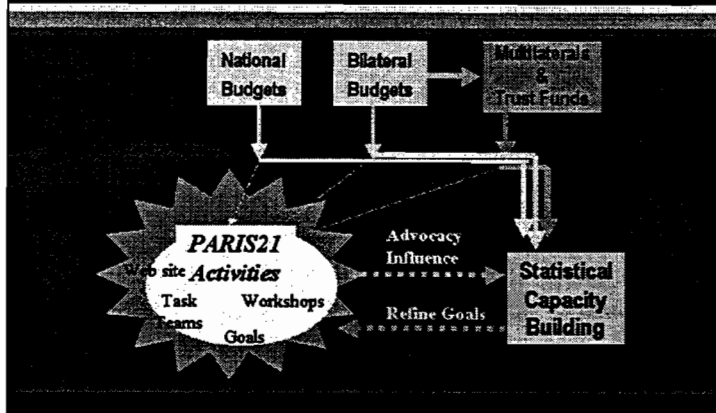 National
Budgets
Bilateral
Budgets
Multilaterals
&
Trust Funds
PARIS21
Activities
Web site
Task
Teams
Workshops
Goals
Advocacy
Influence
Refine Goals
Statistical
Capacity
Building